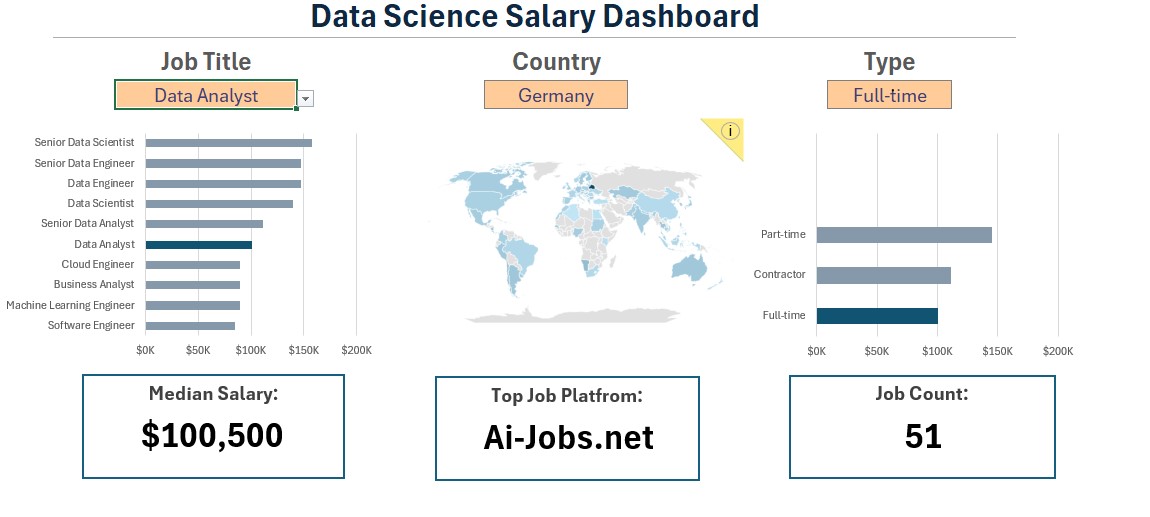 Data Science Salary Dashboard
Job Title
Country
Type
Data Analyst
Germany
Full-time
i
Senior Data Scientist
Senior Data Engineer
Data Engineer
Data Scientist
Senior Data Analyst
Data Analyst
Cloud Engineer
Business Analyst
Machine Learning Engineer
Software Engineer
$0K $50K $100K $150K $200K
Part-time
Contractor
Full-time
$0K $50K $100K $150K $200K
Median Salary:
$100,500
Top Job Platfrom:
Ai-Jobs.net
Job Count:
51